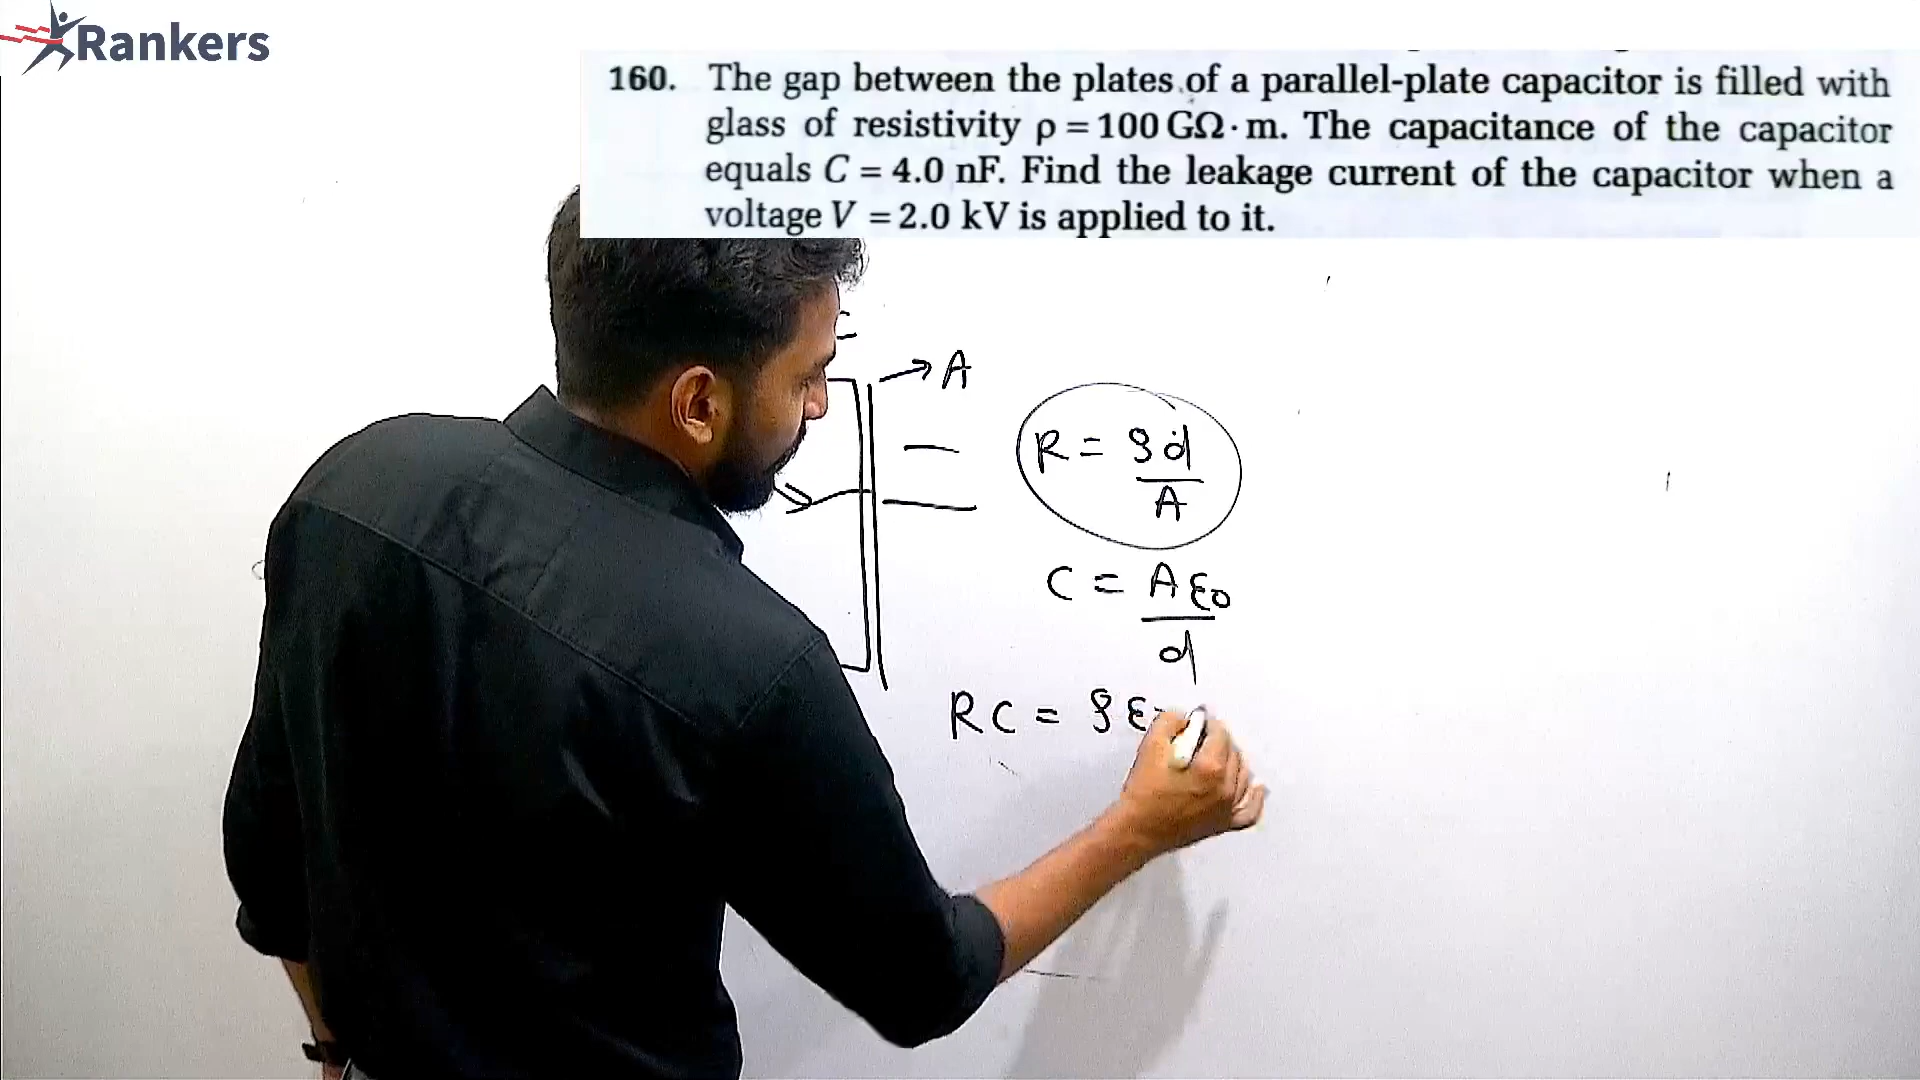 Rankers
160. The gap between the plates of a parallel-plate capacitor is filled with
glass of resistivity ρ = 100 GΩ · m. The capacitance of the capacitor
equals C = 4.0 nF. Find the leakage current of the capacitor when a
voltage V = 2.0 kV is applied to it.
→ A
R = ρd/A
C = Aε0/d
RC = ρε